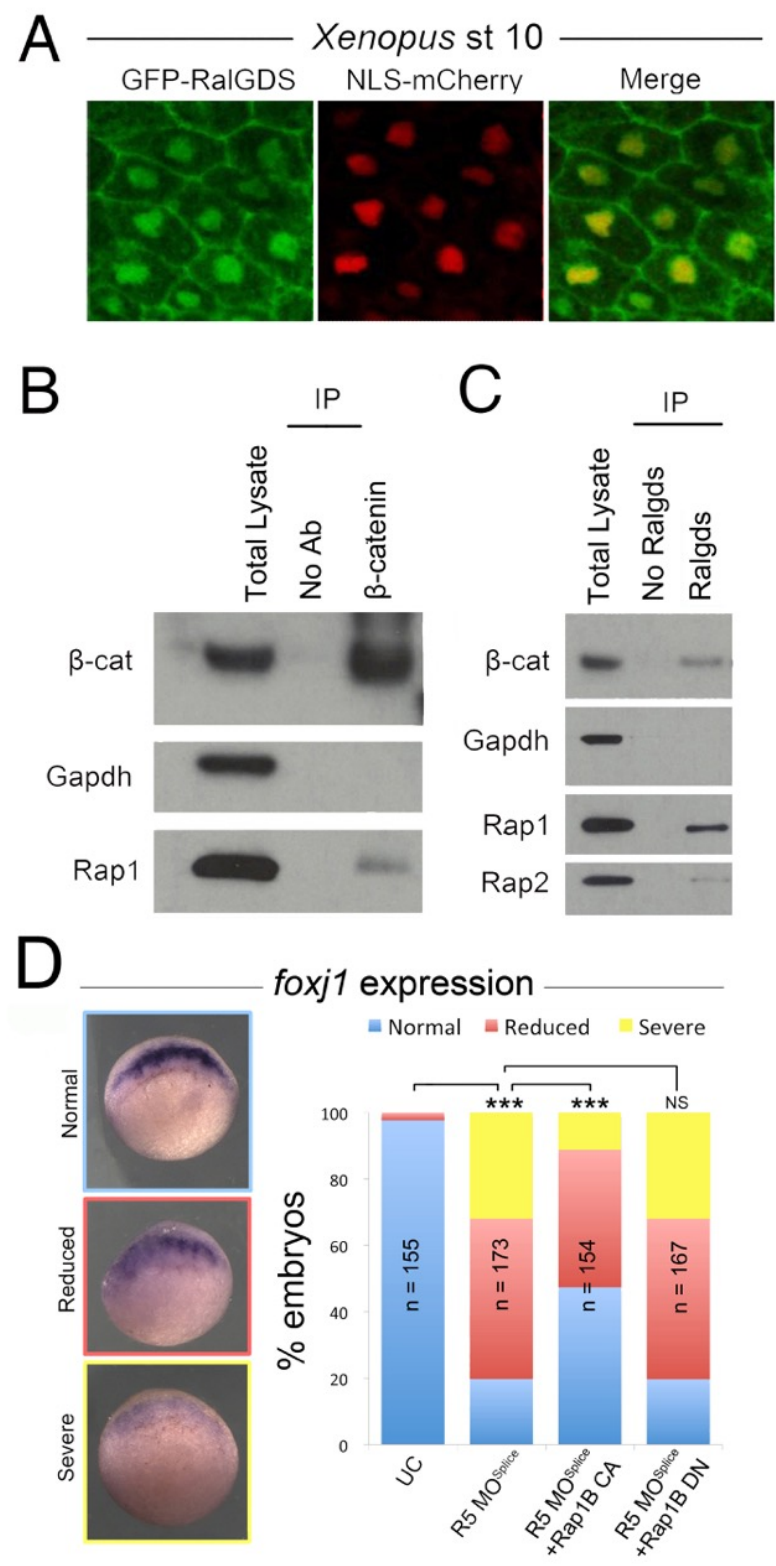 A
Xenopus st 10
GFP-RalGDS NLS-mCherry Merge
B
IP
Total Lysate
No Ab
β-catenin
β-cat
Gapdh
Rap1
C
IP
Total Lysate
No Ralgds
Ralgds
β-cat
Gapdh
Rap1
Rap2
D
foxj1 expression
Normal
Reduced
Severe
Normal Reduced Severe
*** *** NS
% embryos
100
80
60
40
20
0
n = 155
n = 173
n = 154
n = 167
UC
R5 MOSplice
R5 MOSplice
+Rap1B CA
R5 MOSplice
+Rap1B DN